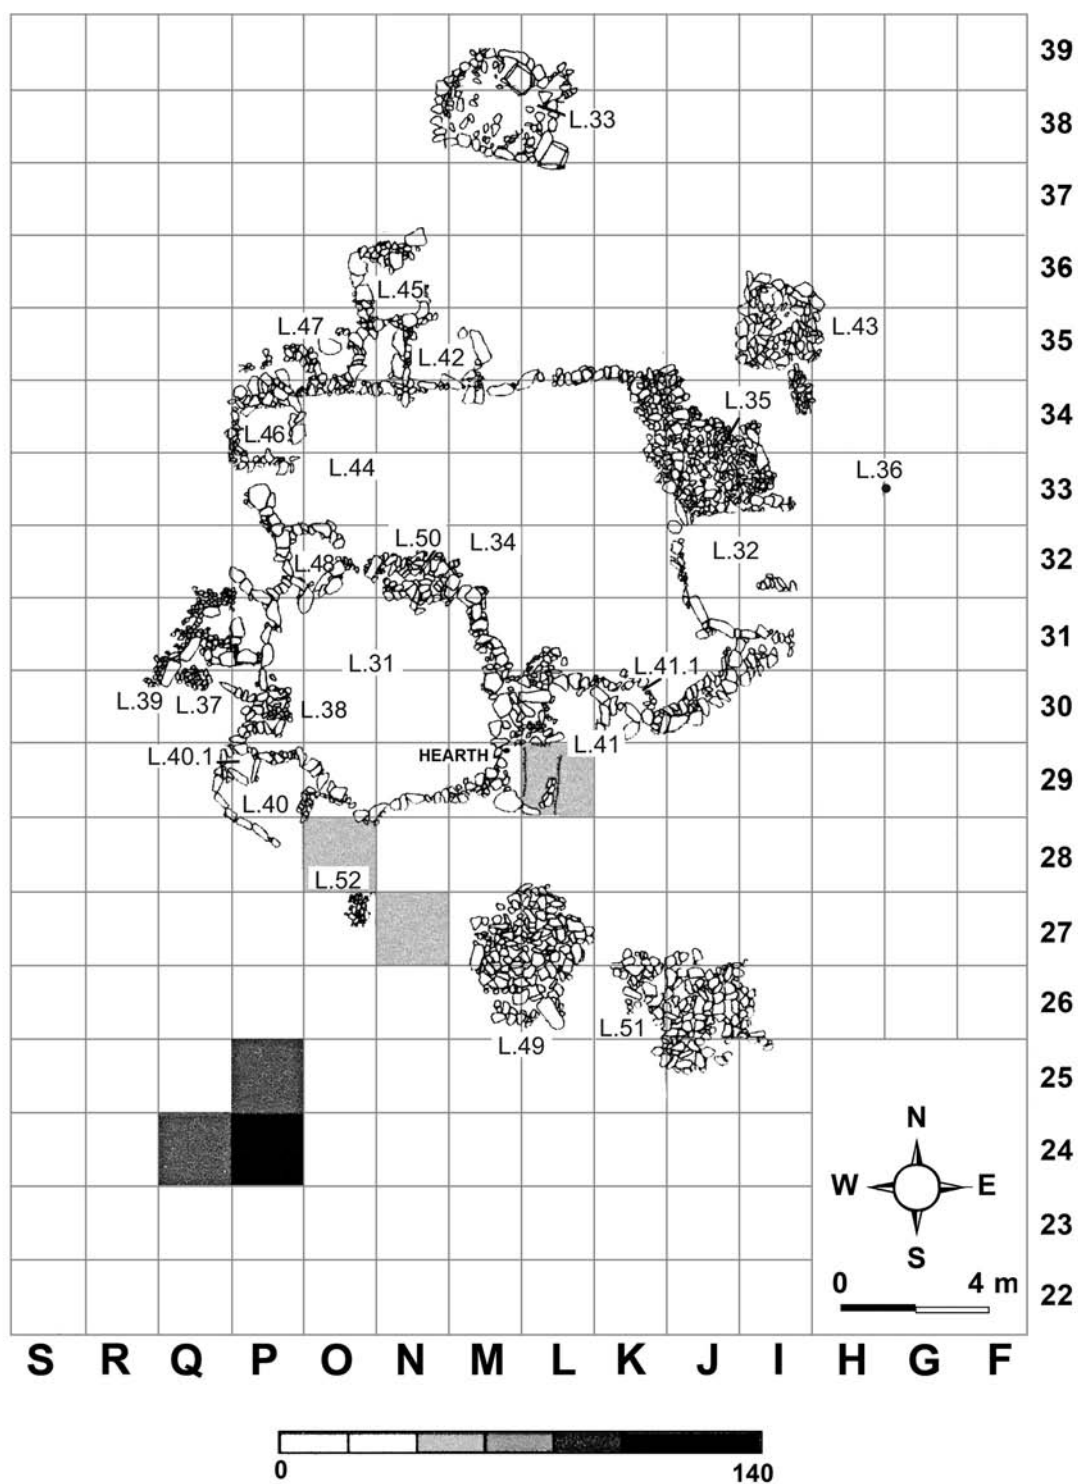 39
L.33
38
37
36
L.45
L.47
L.43
35
L.42
L.35
34
L.46
L.44
L.36
33
L.50
L.34
L.32
L.48
32
31
L.31
L.41.1
L.39
L.37
L.38
30
L.41
HEARTH
L.40.1
29
L.40
28
L.52
27
26
L.51
L.49
25
N
24
W
E
23
S
0
4 m
22
S R Q P O N M L K J I H G F
0
140